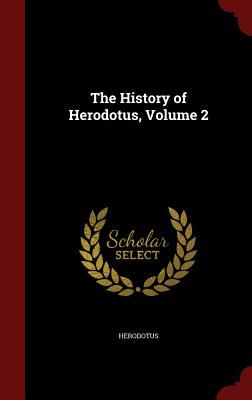 The History of
Herodotus, Volume 2
Scholar
SELECT
HERODOTUS